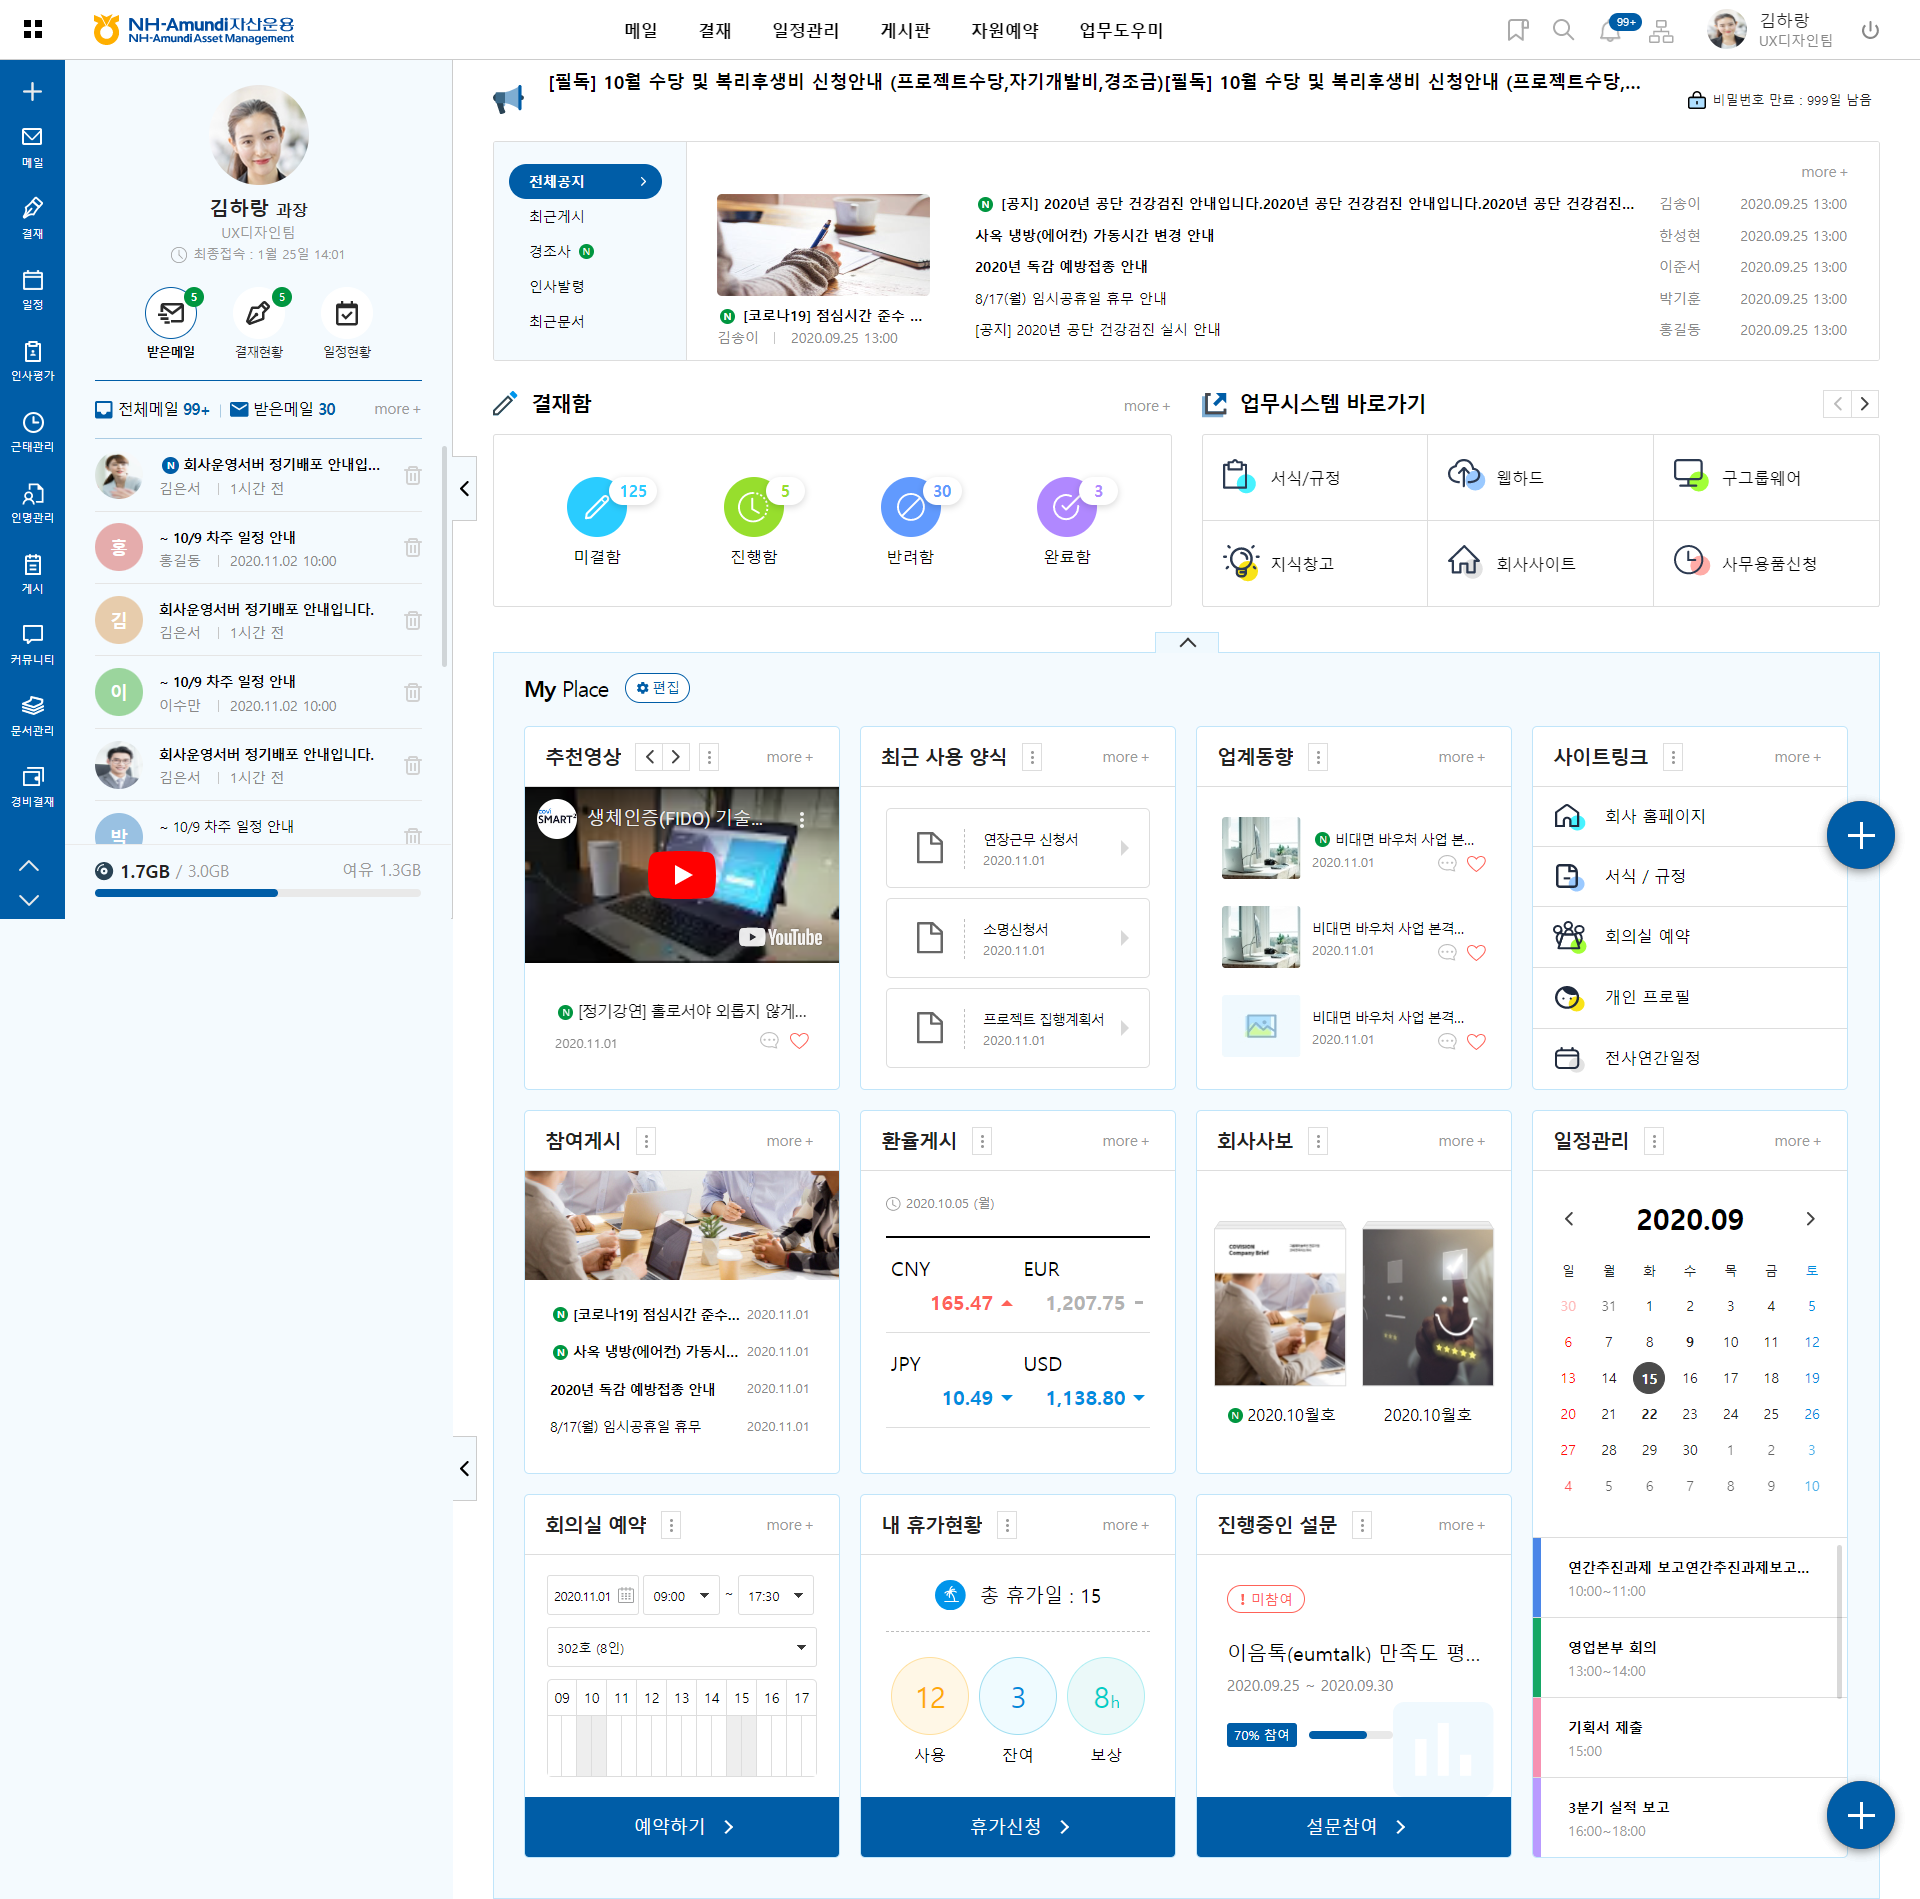 NH-Amundi자산운용
NH-Amundi Asset Management
메일 결재 일정관리 게시판 자원예약 업무도우미
99+
김하랑
UX디자인팀
메일
결재
일정
인사평가
근태관리
인명관리
게시
커뮤니티
문서관리
경비결재
김하랑 과장
UX디자인팀
최종접속 : 1월 25일 14:01
5
받은메일
5
결재현황
일정현황
전체메일 99+ 받은메일 30 more +
N 회사운영서버 정기배포 안내입...
김은서 1시간 전
홍
~ 10/9 차주 일정 안내
홍길동 2020.11.02 10:00
김
회사운영서버 정기배포 안내입니다.
김은서 1시간 전
이
~ 10/9 차주 일정 안내
이수만 2020.11.02 10:00
회사운영서버 정기배포 안내입니다.
김은서 1시간 전
박
~ 10/9 차주 일정 안내
1.7GB / 3.0GB 여유 1.3GB
[필독] 10월 수당 및 복리후생비 신청안내 (프로젝트수당,자기개발비,경조금)[필독] 10월 수당 및 복리후생비 신청안내 (프로젝트수당,...
비밀번호 만료 : 999일 남음
전체공지
최근게시
경조사 N
인사발령
최근문서
N [코로나19] 점심시간 준수 ...
김송이 2020.09.25 13:00
more +
N [공지] 2020년 공단 건강검진 안내입니다.2020년 공단 건강검진 안내입니다.2020년 공단 건강검진... 김송이 2020.09.25 13:00
사옥 냉방(에어컨) 가동시간 변경 안내 한성현 2020.09.25 13:00
2020년 독감 예방접종 안내 이준서 2020.09.25 13:00
8/17(월) 임시공휴일 휴무 안내 박기훈 2020.09.25 13:00
[공지] 2020년 공단 건강검진 실시 안내 홍길동 2020.09.25 13:00
결재함 more +
125 5 30 3
미결함 진행함 반려함 완료함
업무시스템 바로가기
서식/규정 웹하드 구그룹웨어
지식창고 회사사이트 사무용품신청
My Place 편집
추천영상 more +
covi
SMART²
생체인증(FIDO) 기술...
YouTube
N [정기강연] 홀로서야 외롭지 않게...
2020.11.01
최근 사용 양식 more +
연장근무 신청서
2020.11.01
소명신청서
2020.11.01
프로젝트 집행계획서
2020.11.01
업계동향 more +
N 비대면 바우처 사업 본...
2020.11.01
비대면 바우처 사업 본격...
2020.11.01
비대면 바우처 사업 본격...
2020.11.01
사이트링크 more +
회사 홈페이지
서식 / 규정
회의실 예약
개인 프로필
전사연간일정
참여게시 more +
N [코로나19] 점심시간 준수... 2020.11.01
N 사옥 냉방(에어컨) 가동시... 2020.11.01
2020년 독감 예방접종 안내 2020.11.01
8/17(월) 임시공휴일 휴무 2020.11.01
환율게시 more +
2020.10.05 (월)
CNY EUR
165.47 1,207.75
JPY USD
10.49 1,138.80
회사사보 more +
COVISION
Company Brief
N 2020.10월호 2020.10월호
일정관리 more +
2020.09
일 월 화 수 목 금 토
30 31 1 2 3 4 5
6 7 8 9 10 11 12
13 14 15 16 17 18 19
20 21 22 23 24 25 26
27 28 29 30 1 2 3
4 5 6 7 8 9 10
연간추진과제 보고연간추진과제보고...
10:00~11:00
영업본부 회의
13:00~14:00
기획서 제출
15:00
3분기 실적 보고
16:00~18:00
회의실 예약 more +
2020.11.01 09:00 ~ 17:30
302호 (8인)
09 10 11 12 13 14 15 16 17
예약하기
내 휴가현황 more +
총 휴가일 : 15
12 3 8h
사용 잔여 보상
휴가신청
진행중인 설문 more +
! 미참여
이음톡(eumtalk) 만족도 평...
2020.09.25 ~ 2020.09.30
70% 참여
설문참여